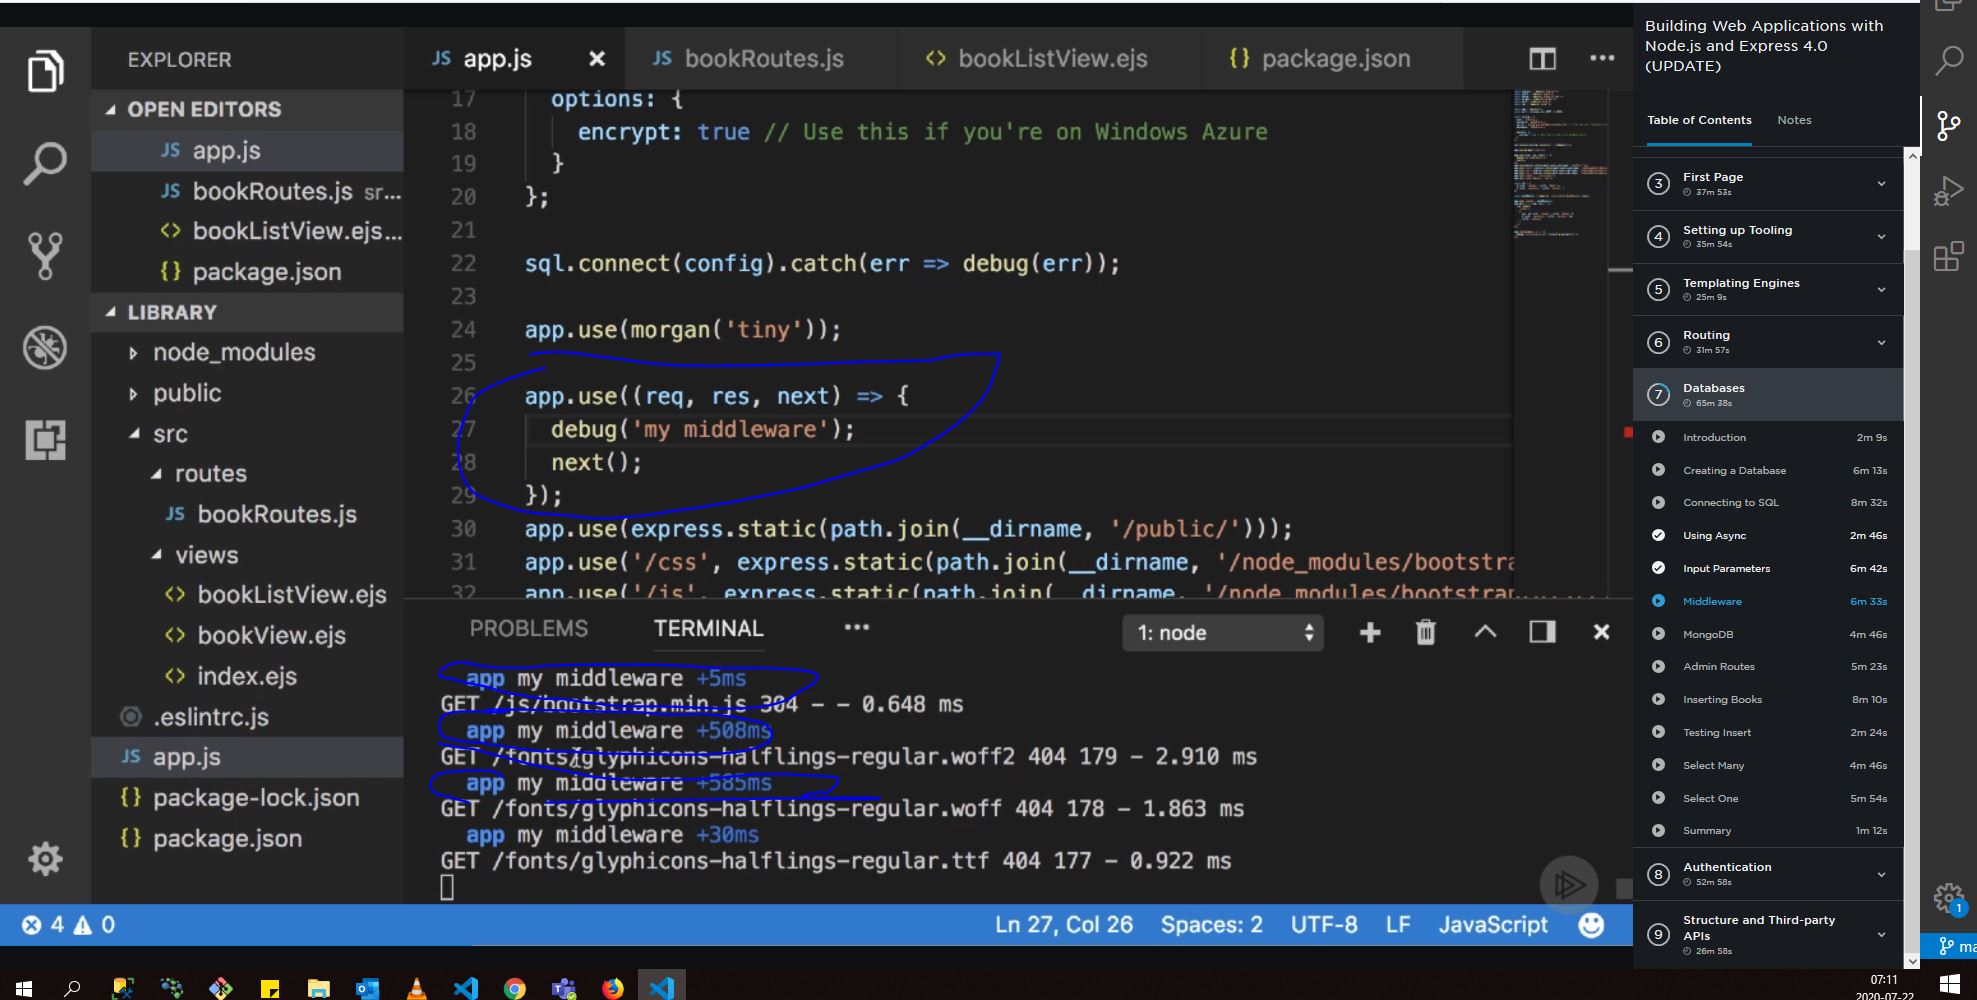 EXPLORER
OPEN EDITORS
JS app.js
JS bookRoutes.js sr...
<> bookListView.ejs...
{} package.json
LIBRARY
node_modules
public
src
routes
JS bookRoutes.js
views
<> bookListView.ejs
<> bookView.ejs
<> index.ejs
.eslintrc.js
JS app.js
{} package-lock.json
{} package.json
JS app.js
JS bookRoutes.js
<> bookListView.ejs
{} package.json
17 options: {
18 encrypt: true // Use this if you're on Windows Azure
19 }
20 };
21
22 sql.connect(config).catch(err => debug(err));
23
24 app.use(morgan('tiny'));
25
26 app.use((req, res, next) => {
27 debug('my middleware');
28 next();
29 });
30 app.use(express.static(path.join(__dirname, '/public/')));
31 app.use('/css', express.static(path.join(__dirname, '/node_modules/bootstra
32 app.use('/js', express.static(path.join(__dirname, '/node_modules/bootstrap
PROBLEMS TERMINAL ...
1: node
app my middleware +5ms
GET /js/bootstrap.min.js 304 - - 0.648 ms
app my middleware +508ms
GET /fonts/glyphicons-halflings-regular.woff2 404 179 - 2.910 ms
app my middleware +585ms
GET /fonts/glyphicons-halflings-regular.woff 404 178 - 1.863 ms
app my middleware +30ms
GET /fonts/glyphicons-halflings-regular.ttf 404 177 - 0.922 ms
4 0
Ln 27, Col 26 Spaces: 2 UTF-8 LF JavaScript
Building Web Applications with
Node.js and Express 4.0
(UPDATE)
Table of Contents Notes
3 First Page
37m 53s
4 Setting up Tooling
35m 54s
5 Templating Engines
25m 9s
6 Routing
31m 57s
7 Databases
65m 38s
Introduction 2m 9s
Creating a Database 6m 13s
Connecting to SQL 8m 32s
Using Async 2m 46s
Input Parameters 6m 42s
Middleware 6m 33s
MongoDB 4m 46s
Admin Routes 5m 23s
Inserting Books 8m 10s
Testing Insert 2m 24s
Select Many 4m 46s
Select One 5m 54s
Summary 1m 12s
8 Authentication
52m 58s
9 Structure and Third-party
APIs
26m 58s
1
ma
07:11
2020-07-22